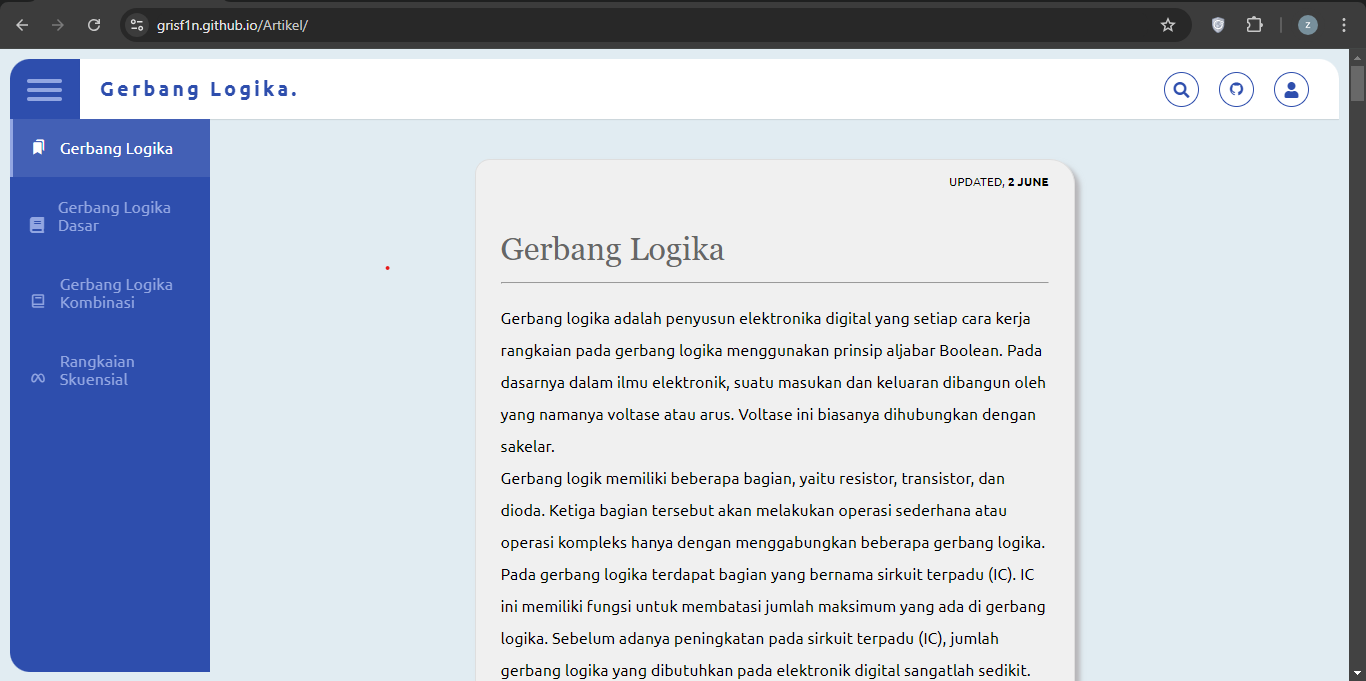 grisf1n.github.io/Artikel/
z
Gerbang Logika.
Gerbang Logika
Gerbang Logika
Dasar
Gerbang Logika
Kombinasi
Rangkaian
Skuensial
UPDATED, 2 JUNE
Gerbang Logika
Gerbang logika adalah penyusun elektronika digital yang setiap cara kerja
rangkaian pada gerbang logika menggunakan prinsip aljabar Boolean. Pada
dasarnya dalam ilmu elektronik, suatu masukan dan keluaran dibangun oleh
yang namanya voltase atau arus. Voltase ini biasanya dihubungkan dengan
sakelar.
Gerbang logik memiliki beberapa bagian, yaitu resistor, transistor, dan
dioda. Ketiga bagian tersebut akan melakukan operasi sederhana atau
operasi kompleks hanya dengan menggabungkan beberapa gerbang logika.
Pada gerbang logika terdapat bagian yang bernama sirkuit terpadu (IC). IC
ini memiliki fungsi untuk membatasi jumlah maksimum yang ada di gerbang
logika. Sebelum adanya peningkatan pada sirkuit terpadu (IC), jumlah
gerbang logika yang dibutuhkan pada elektronik digital sangatlah sedikit.